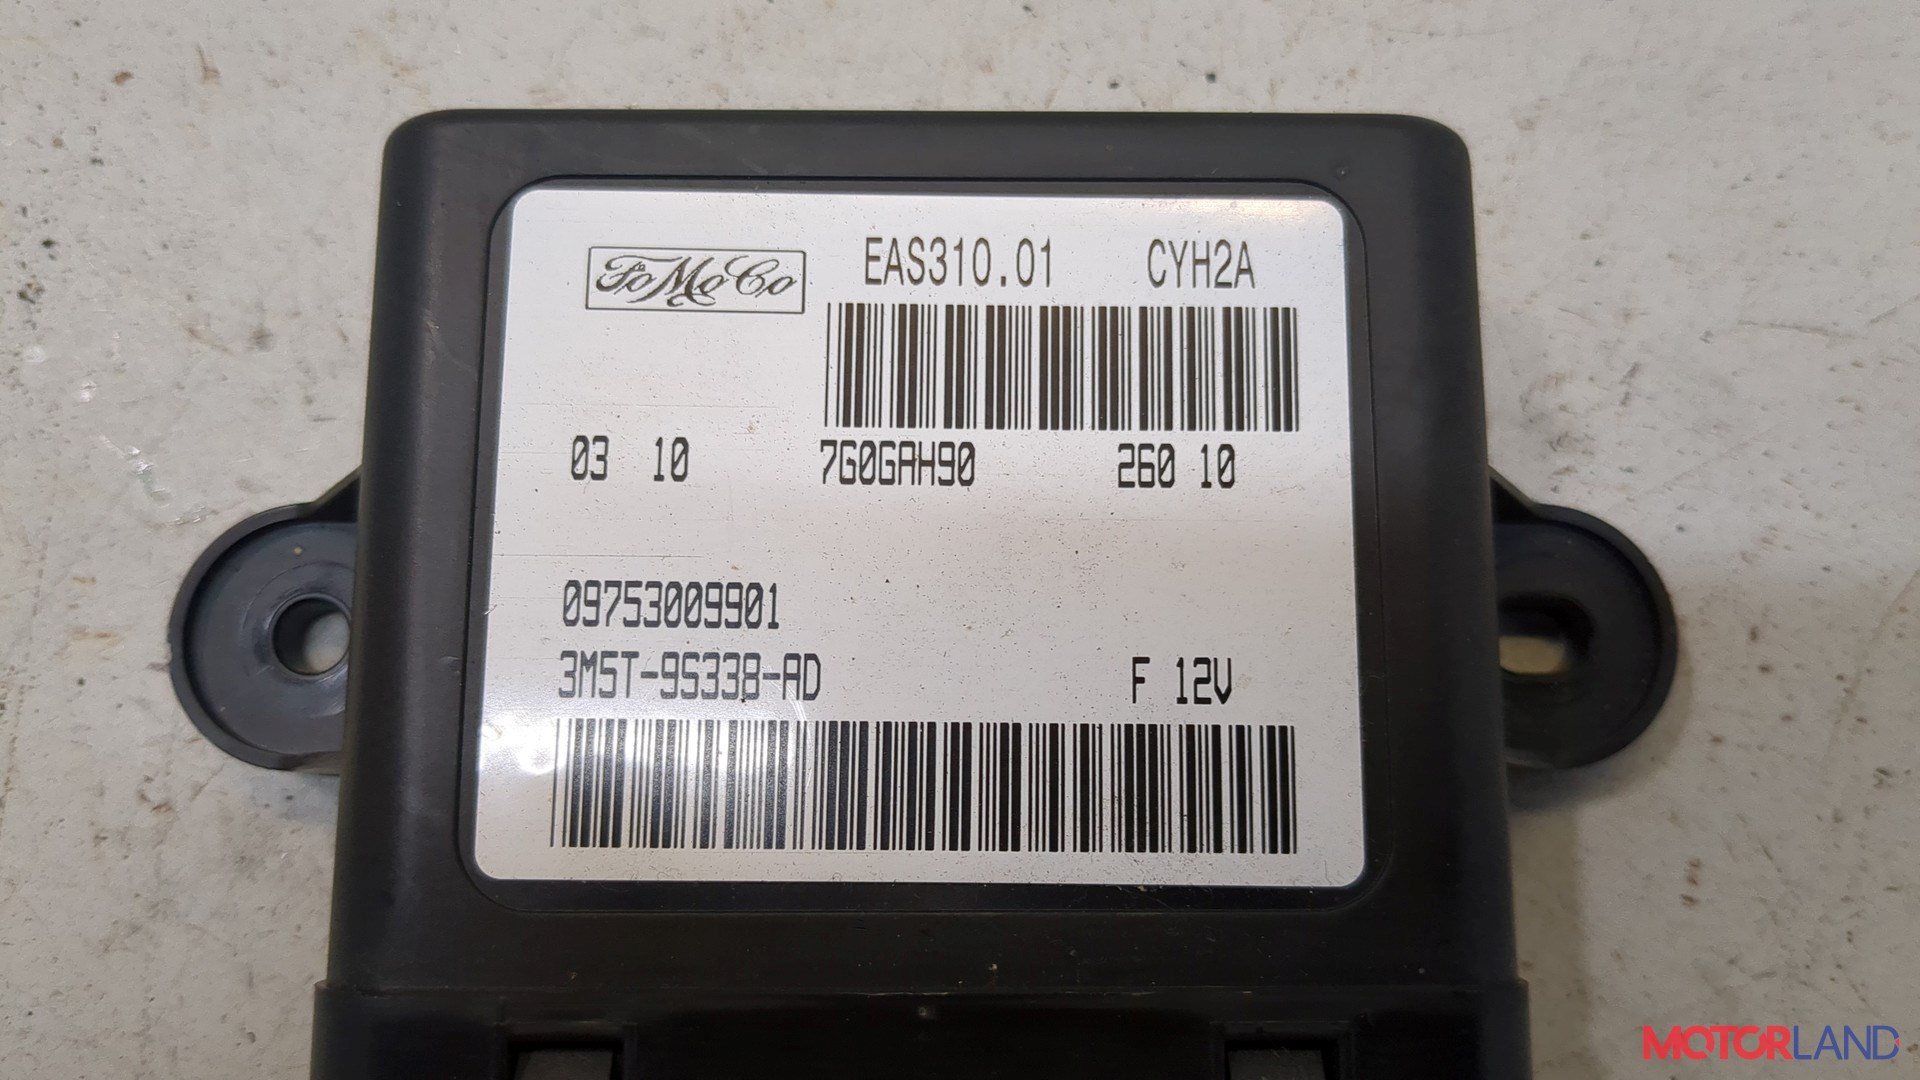 FoMoCo
EAS310.01 CYH2A
03 10 7G0GAH90 260 10
09753009901
3M5T-9S338-AD F 12V
MOTORLAND